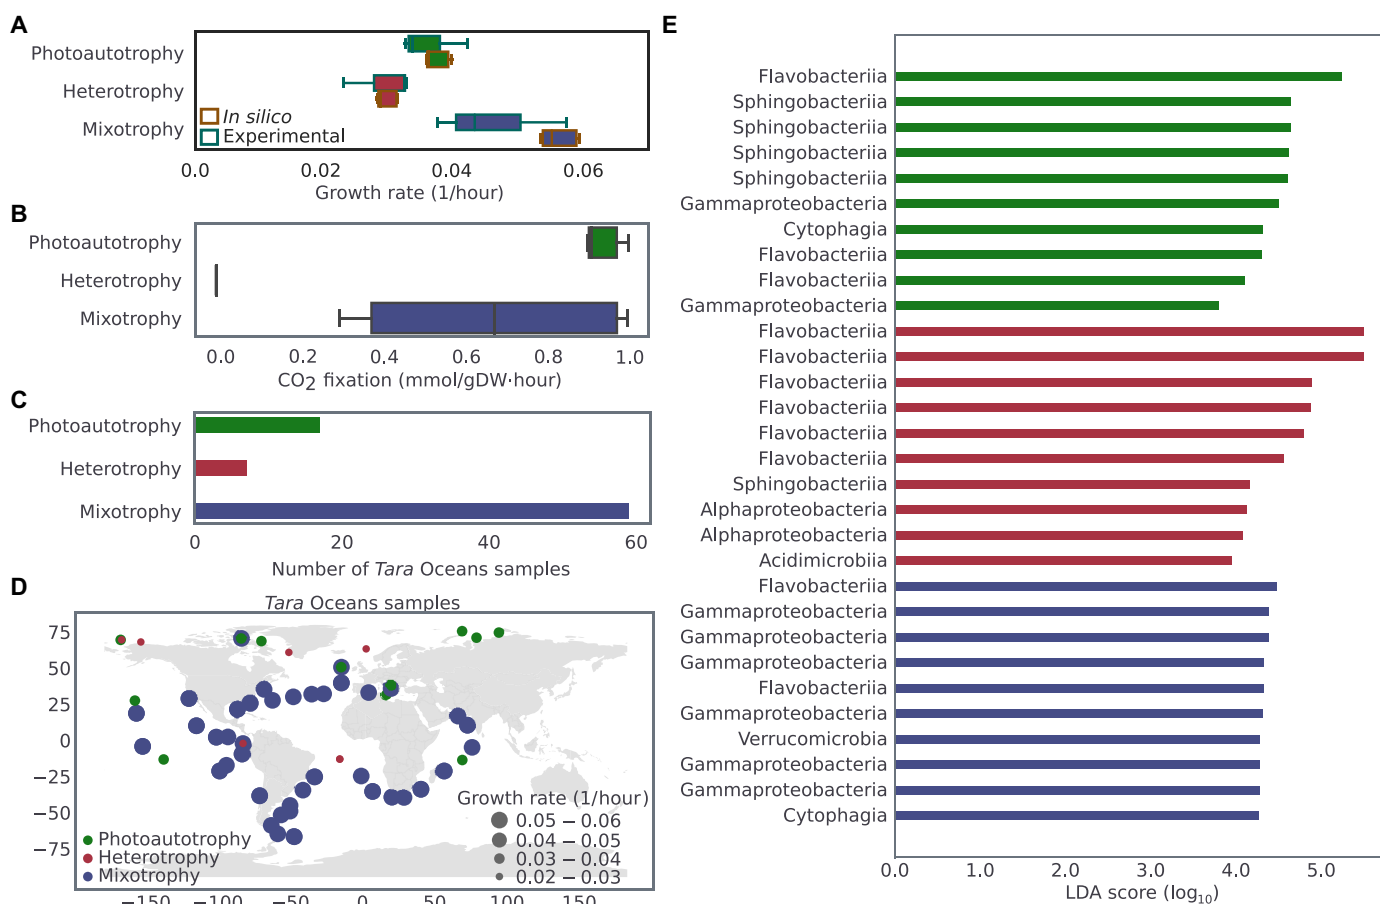 A
Photoautotrophy
Heterotrophy
Mixotrophy
In silico
Experimental
0.0 0.02 0.04 0.06
Growth rate (1/hour)
B
Photoautotrophy
Heterotrophy
Mixotrophy
0.0 0.2 0.4 0.6 0.8 1.0
CO2 fixation (mmol/gDW·hour)
C
Photoautotrophy
Heterotrophy
Mixotrophy
0 20 40 60
Number of Tara Oceans samples
D
Tara Oceans samples
75
50
25
0
−25
−50
−75
Growth rate (1/hour)
0.05 − 0.06
0.04 − 0.05
0.03 − 0.04
0.02 − 0.03
Photoautotrophy
Heterotrophy
Mixotrophy
−150 −100 −50 0 50 100 150
E
Flavobacteriia
Sphingobacteriia
Sphingobacteriia
Sphingobacteriia
Sphingobacteriia
Gammaproteobacteria
Cytophagia
Flavobacteriia
Flavobacteriia
Gammaproteobacteria
Flavobacteriia
Flavobacteriia
Flavobacteriia
Flavobacteriia
Flavobacteriia
Flavobacteriia
Sphingobacteriia
Alphaproteobacteria
Alphaproteobacteria
Acidimicrobiia
Flavobacteriia
Gammaproteobacteria
Gammaproteobacteria
Gammaproteobacteria
Flavobacteriia
Gammaproteobacteria
Verrucomicrobia
Gammaproteobacteria
Gammaproteobacteria
Cytophagia
0.0 1.0 2.0 3.0 4.0 5.0
LDA score (log10)